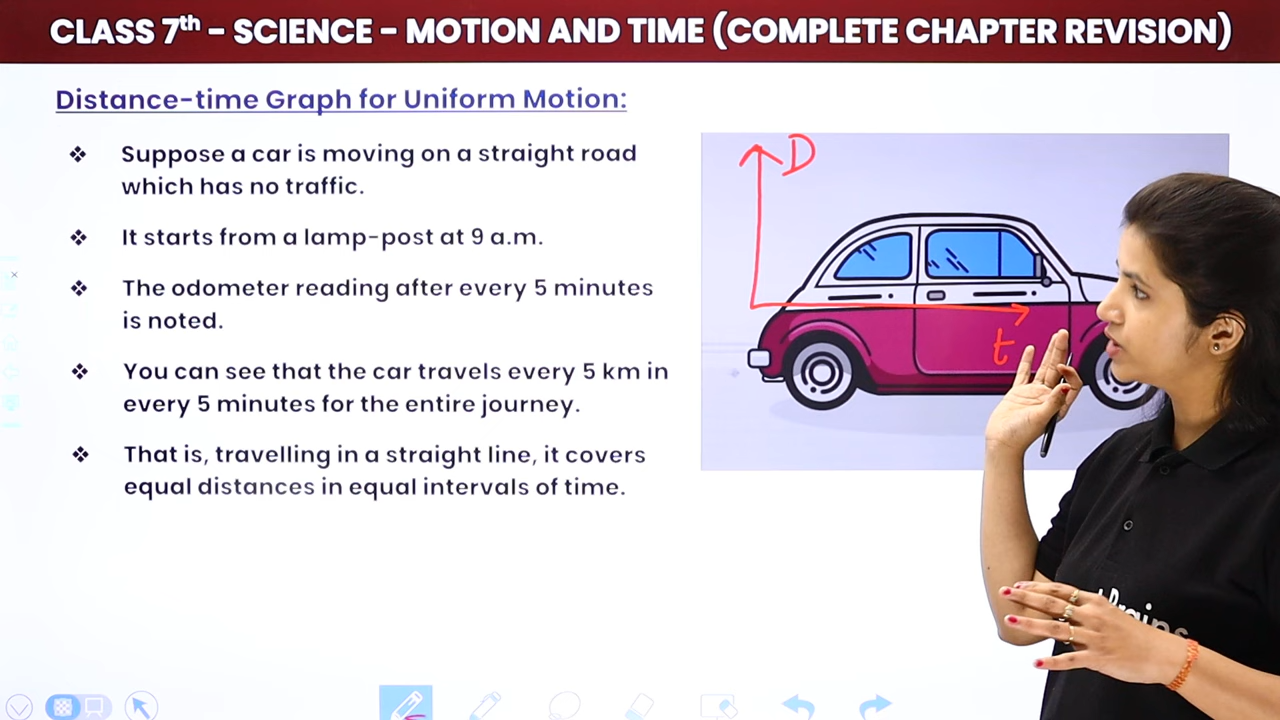 CLASS 7th – SCIENCE – MOTION AND TIME (COMPLETE CHAPTER REVISION)
Distance-time Graph for Uniform Motion:
❖ Suppose a car is moving on a straight road
which has no traffic.
❖ It starts from a lamp-post at 9 a.m.
❖ The odometer reading after every 5 minutes
is noted.
❖ You can see that the car travels every 5 km in
every 5 minutes for the entire journey.
❖ That is, travelling in a straight line, it covers
equal distances in equal intervals of time.
D
t